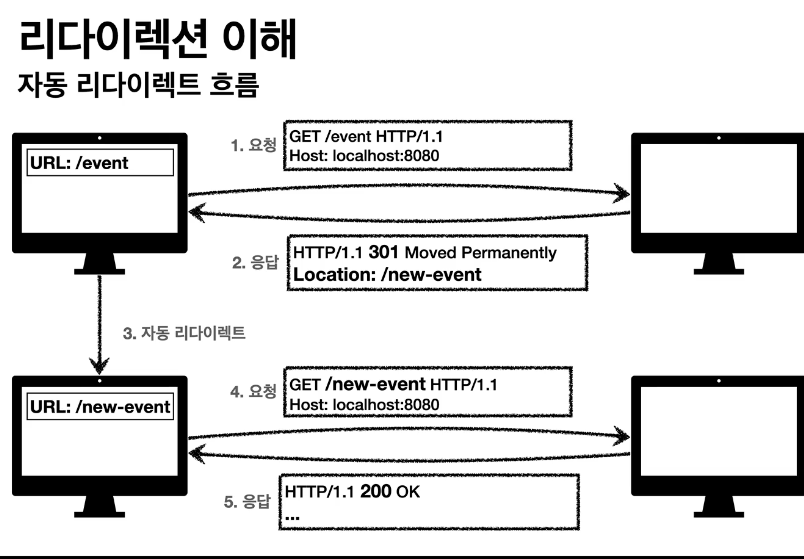 리다이렉션 이해
자동 리다이렉트 흐름
URL: /event
1. 요청
GET /event HTTP/1.1
Host: localhost:8080
2. 응답
HTTP/1.1 301 Moved Permanently
Location: /new-event
3. 자동 리다이렉트
URL: /new-event
4. 요청
GET /new-event HTTP/1.1
Host: localhost:8080
5. 응답
HTTP/1.1 200 OK
...